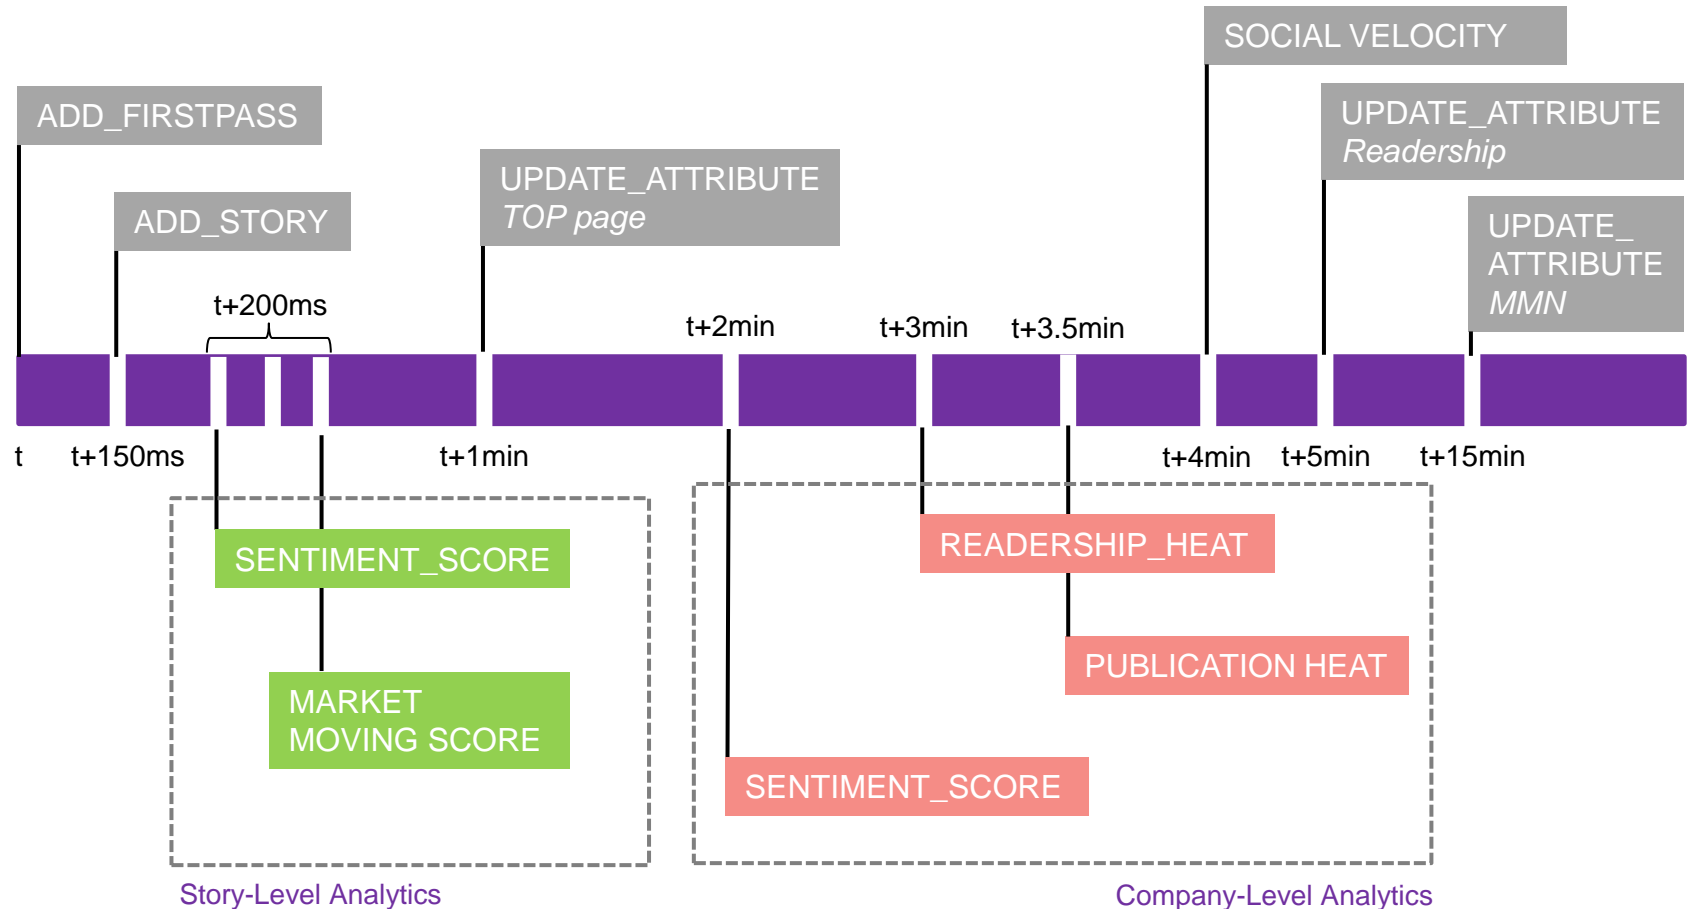 SOCIAL VELOCITY
ADD_FIRSTPASS
UPDATE_ATTRIBUTE
Readership
UPDATE_ATTRIBUTE
TOP page
ADD_STORY
UPDATE_
ATTRIBUTE
MMN
t+200ms
t+2min
t+3min
t+3.5min
t
t+150ms
t+1min
t+4min
t+5min
t+15min
SENTIMENT_SCORE
READERSHIP_HEAT
PUBLICATION HEAT
MARKET
MOVING SCORE
SENTIMENT_SCORE
Story-Level Analytics
Company-Level Analytics